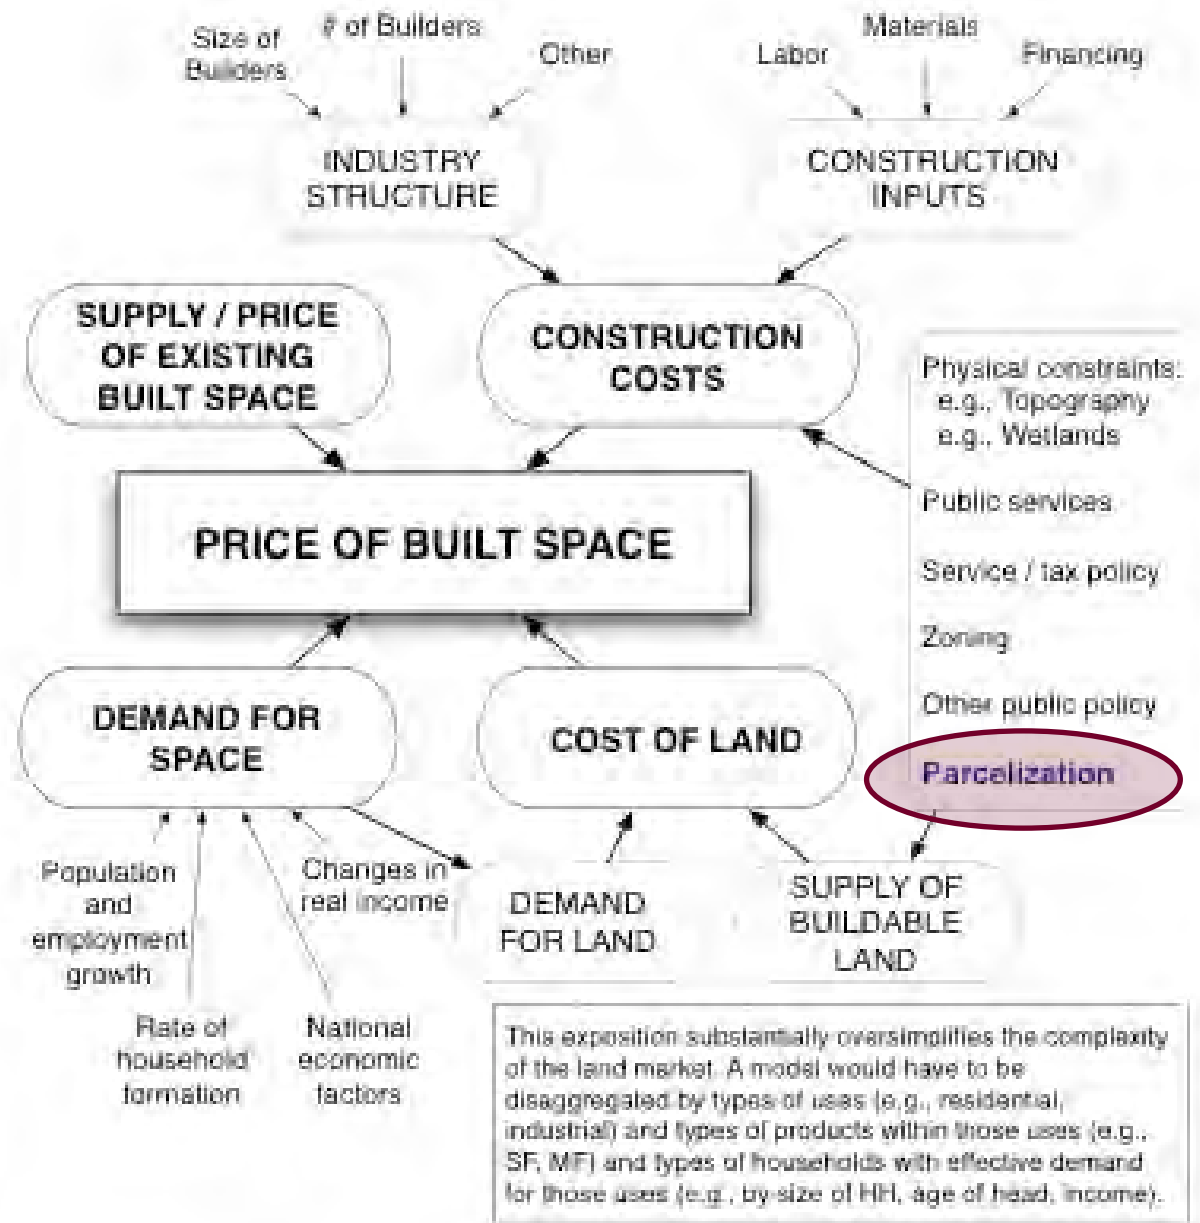 Size of
Builders
# of Builders
Other
Labor
Materials
Financing
INDUSTRY
STRUCTURE
CONSTRUCTION
INPUTS
SUPPLY / PRICE
OF EXISTING
BUILT SPACE
CONSTRUCTION
COSTS
Physical constraints:
e.g., Topography
e.g., Wetlands
Public services
Service / tax policy
Zoning
Other public policy
Parcelization
PRICE OF BUILT SPACE
DEMAND FOR
SPACE
COST OF LAND
Population
and
employment
growth
Changes in
real income
DEMAND
FOR LAND
SUPPLY OF
BUILDABLE
LAND
Rate of
household
formation
National
economic
factors
This exposition substantially oversimplifies the complexity
of the land market. A model would have to be
disaggregated by types of uses (e.g., residential,
industrial) and types of products within those uses (e.g.,
SF, MF) and types of households with effective demand
for those uses (e.g., by size of HH, age of head, income).